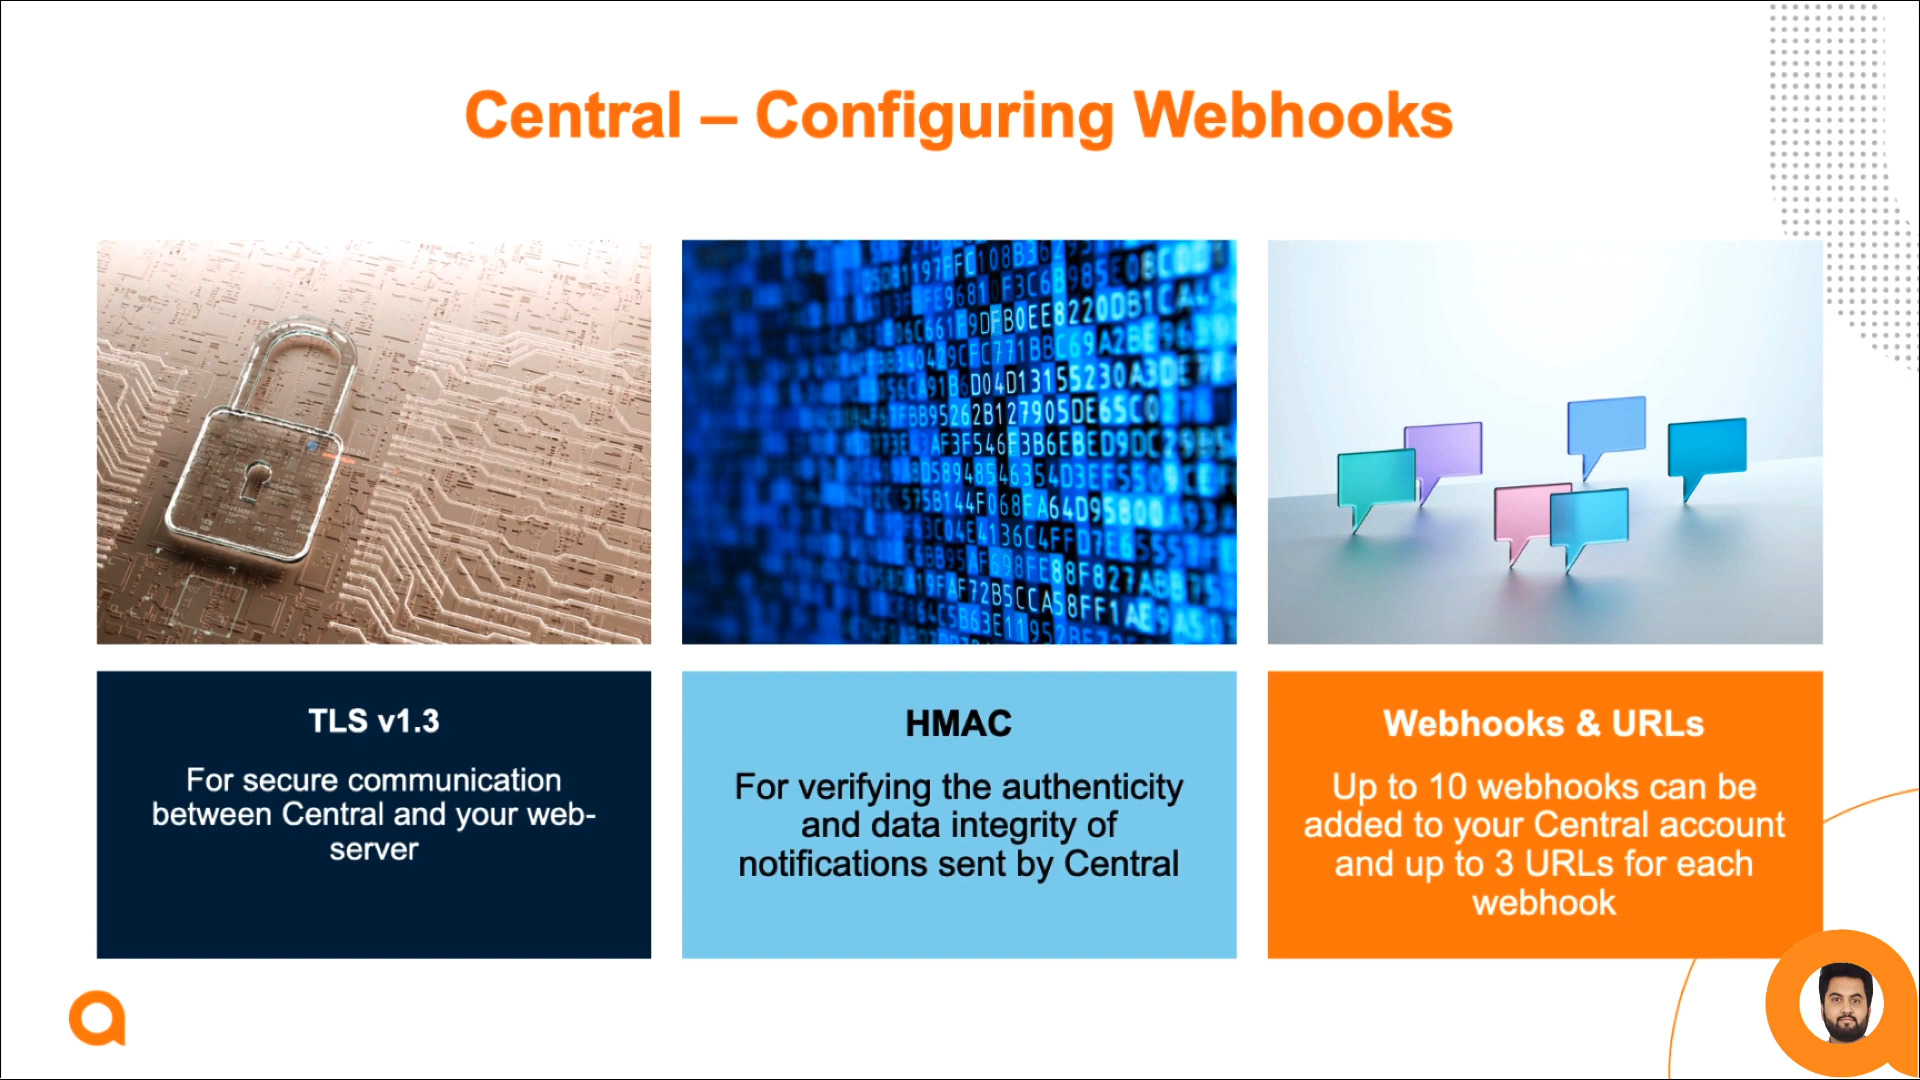 Central – Configuring Webhooks
TLS v1.3
For secure communication
between Central and your web-
server
HMAC
For verifying the authenticity
and data integrity of
notifications sent by Central
Webhooks & URLs
Up to 10 webhooks can be
added to your Central account
and up to 3 URLs for each
webhook